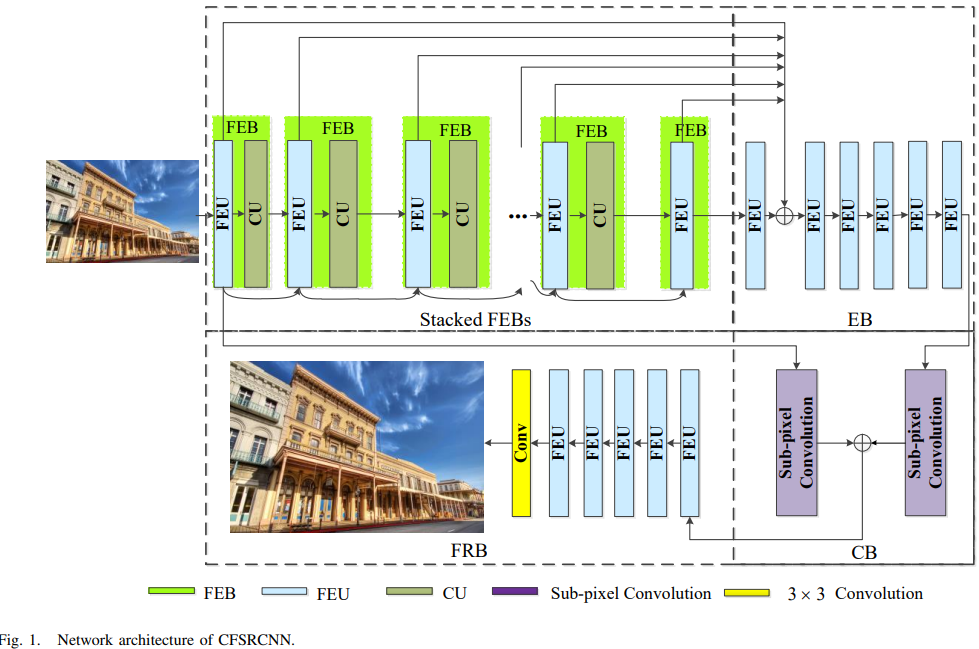 FEB FEB FEB FEB FEB
FEU CU FEU CU FEU CU ... FEU CU FEU FEU FEU FEU FEU FEU FEU
Stacked FEBs EB
Conv FEU FEU FEU FEU FEU Sub-pixel Convolution Sub-pixel Convolution
FRB CB
FEB FEU CU Sub-pixel Convolution 3 × 3 Convolution
Fig. 1. Network architecture of CFSRCNN.